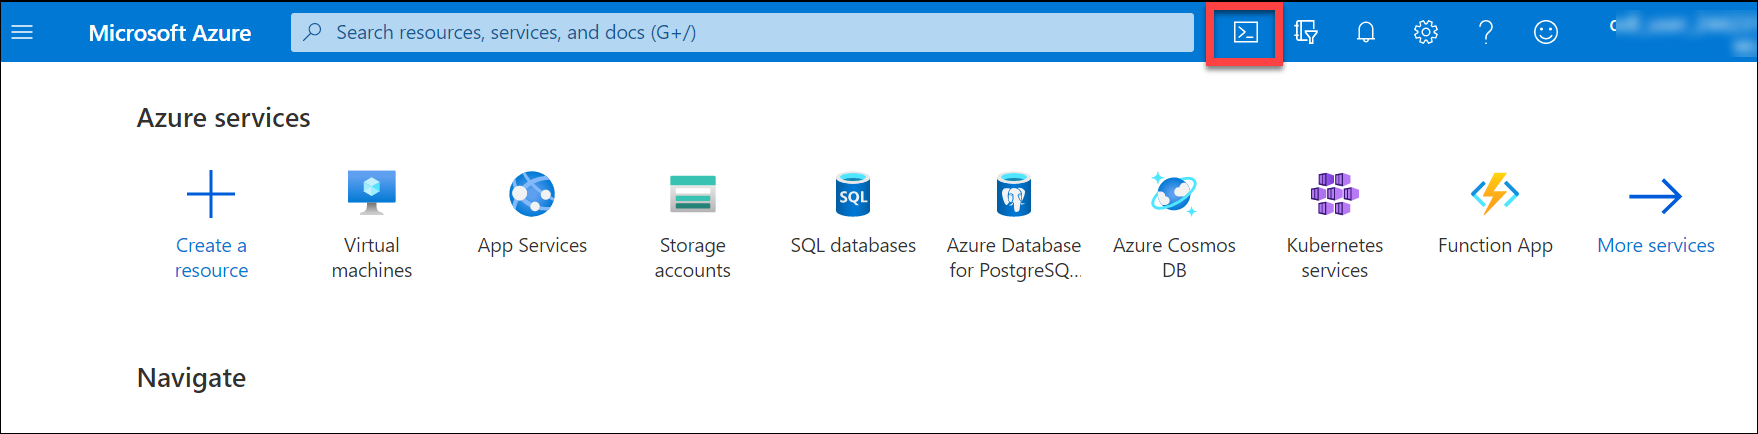 Microsoft Azure
Search resources, services, and docs (G+/)
Azure services
Create a
resource
Virtual
machines
App Services
Storage
accounts
SQL
SQL databases
Azure Database
for PostgreSQ...
Azure Cosmos
DB
Kubernetes
services
Function App
More services
Navigate